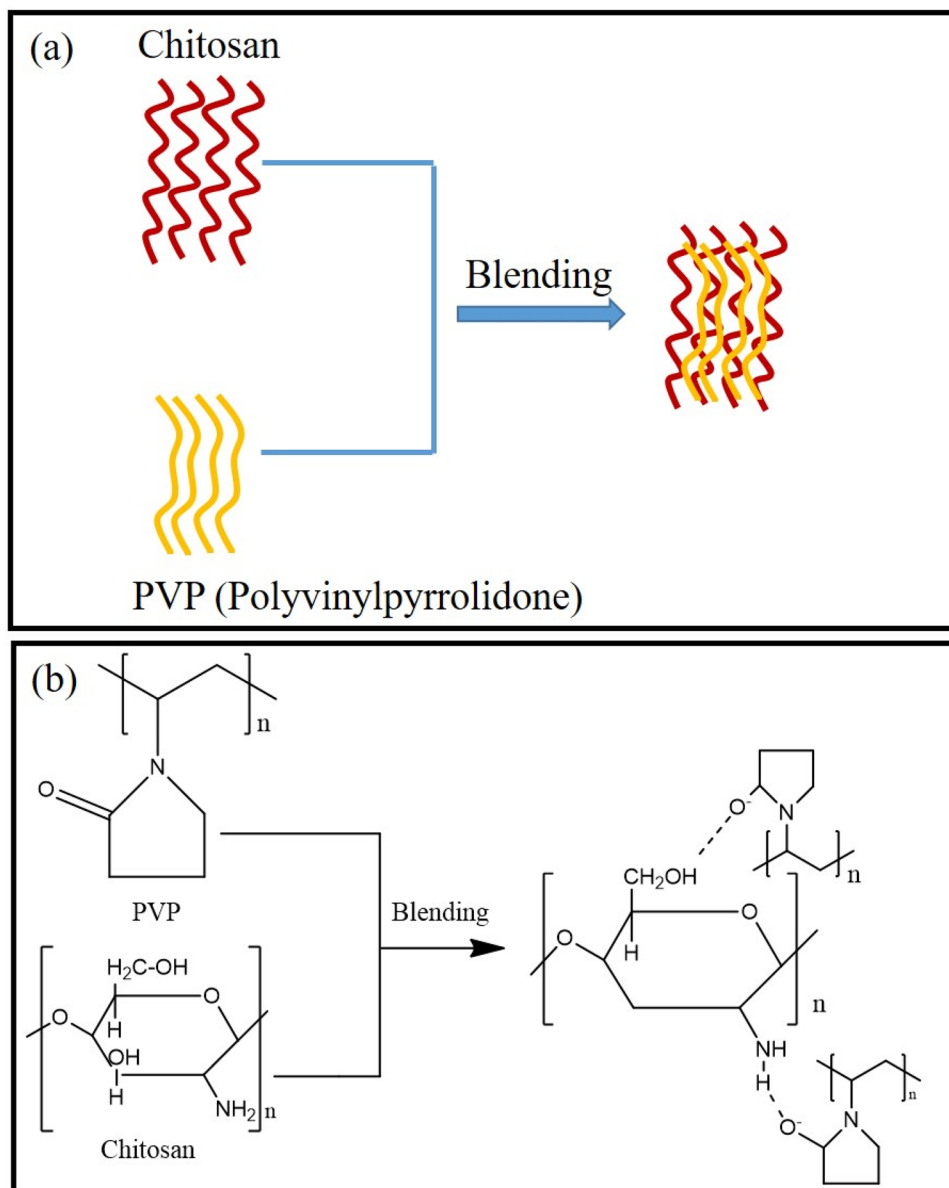 (a)
Chitosan
Blending
PVP (Polyvinylpyrrolidone)
(b)
n
N
O
PVP
H₂C-OH
O
O
H
OH
H
NH₂
n
Chitosan
Blending
O⁻
N
n
CH₂OH
O
O
H
n
NH
H
n
O⁻
N